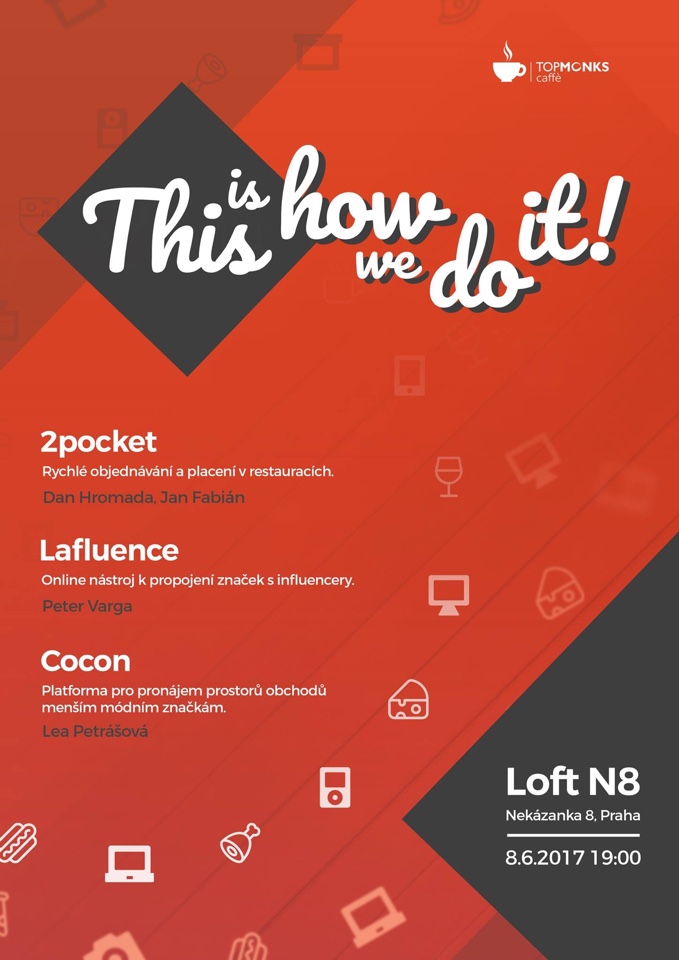 TOPMONKS
caffè
This is how we do it!
2pocket
Rychlé objednávání a placení v restauracích.
Dan Hromada, Jan Fabián
Lafluence
Online nástroj k propojení značek s influencery.
Peter Varga
Cocon
Platforma pro pronájem prostorů obchodů
menším módním značkám.
Lea Petrášová
Loft N8
Nekázanka 8, Praha
8.6.2017 19:00